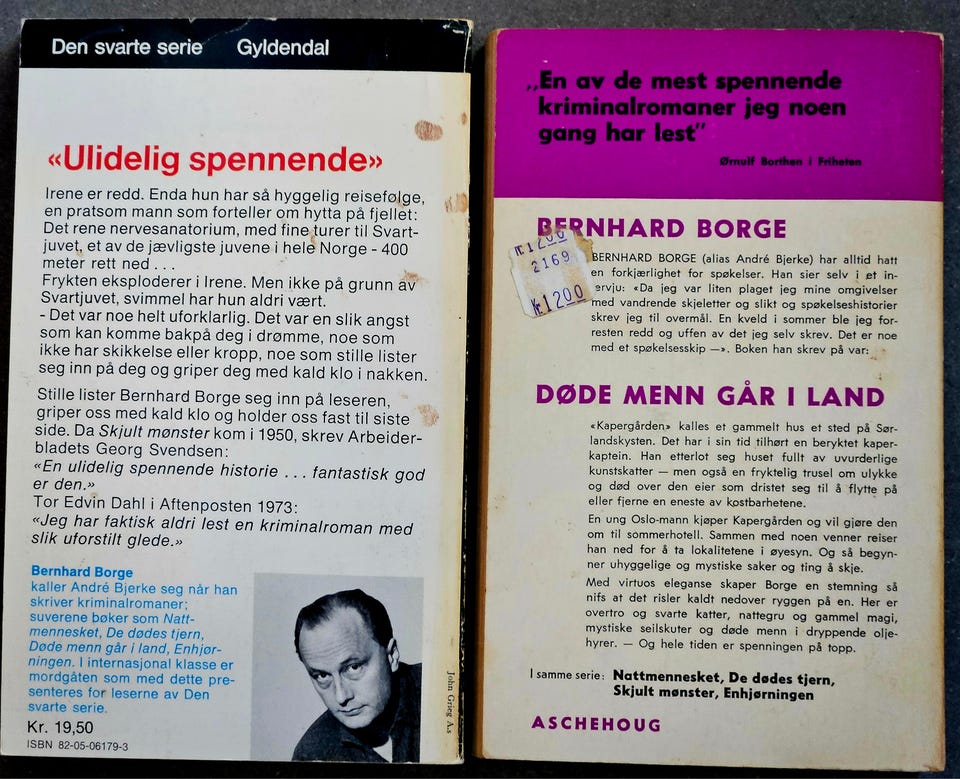 Den svarte serie Gyldendal
«Ulidelig spennende»
Irene er redd. Enda hun har så hyggelig reisefølge,
en pratsom mann som forteller om hytta på fjellet:
Det rene nervesanatorium, med fine turer til Svart-
juvet, et av de jævligste juvene i hele Norge - 400
meter rett ned . . .
Frykten eksploderer i Irene. Men ikke på grunn av
Svartjuvet, svimmel har hun aldri vært.
- Det var noe helt uforklarlig. Det var en slik angst
som kan komme bakpå deg i drømme, noe som
ikke har skikkelse eller kropp, noe som stille lister
seg inn på deg og griper deg med kald klo i nakken.
Stille lister Bernhard Borge seg inn på leseren,
griper oss med kald klo og holder oss fast til siste
side. Da Skjult mønster kom i 1950, skrev Arbeider-
bladets Georg Svendsen:
«En ulidelig spennende historie . . . fantastisk god
er den.»
Tor Edvin Dahl i Aftenposten 1973:
«Jeg har faktisk aldri lest en kriminalroman med
slik uforstilt glede.»
Bernhard Borge
kaller André Bjerke seg når han
skriver kriminalromaner;
suverene bøker som Natt-
mennesket, De dødes tjern,
Døde menn går i land, Enhjør-
ningen. I internasjonal klasse er
mordgåten som med dette pre-
senteres for leserne av Den
svarte serie.
Kr. 19,50
ISBN 82-05-06179-3
John Grieg A.s
„En av de mest spennende
kriminalromaner jeg noen
gang har lest"
Ørnulf Borthen i Friheten
BERNHARD BORGE
Kr 1200
2169
Kr 1200
BERNHARD BORGE (alias André Bjerke) har alltid hatt
en forkjærlighet for spøkelser. Han sier selv i et in-
ervju: «Da jeg var liten plaget jeg mine omgivelser
med vandrende skjeletter og slikt og spøkelseshistorier
skrev jeg til overmål. En kveld i sommer ble jeg for-
resten redd og uffen av det jeg selv skrev. Det er noe
med et spøkelsesskip —». Boken han skrev på var:
DØDE MENN GÅR I LAND
«Kapergården» kalles et gammelt hus et sted på Sør-
landskysten. Det har i sin tid tilhørt en beryktet kaper-
kaptein. Han etterlot seg huset fullt av uvurderlige
kunstskatter — men også en fryktelig trusel om ulykke
og død over den eier som dristet seg til å flytte på
eller fjerne en eneste av kostbarhetene.
En ung Oslo-mann kjøper Kapergården og vil gjøre den
om til sommerhotell. Sammen med noen venner reiser
han ned for å ta lokalitetene i øyesyn. Og så begyn-
ner uhyggelige og mystiske saker og ting å skje.
Med virtuos eleganse skaper Borge en stemning så
nifs at det risler kaldt nedover ryggen på en. Her er
overtro og svarte katter, nattegru og gammel magi,
mystiske seilskuter og døde menn i dryppende olje-
hyrer. — Og hele tiden er spenningen på topp.
I samme serie: Nattmennesket, De dødes tjern,
Skjult mønster, Enhjørningen
ASCHEHOUG